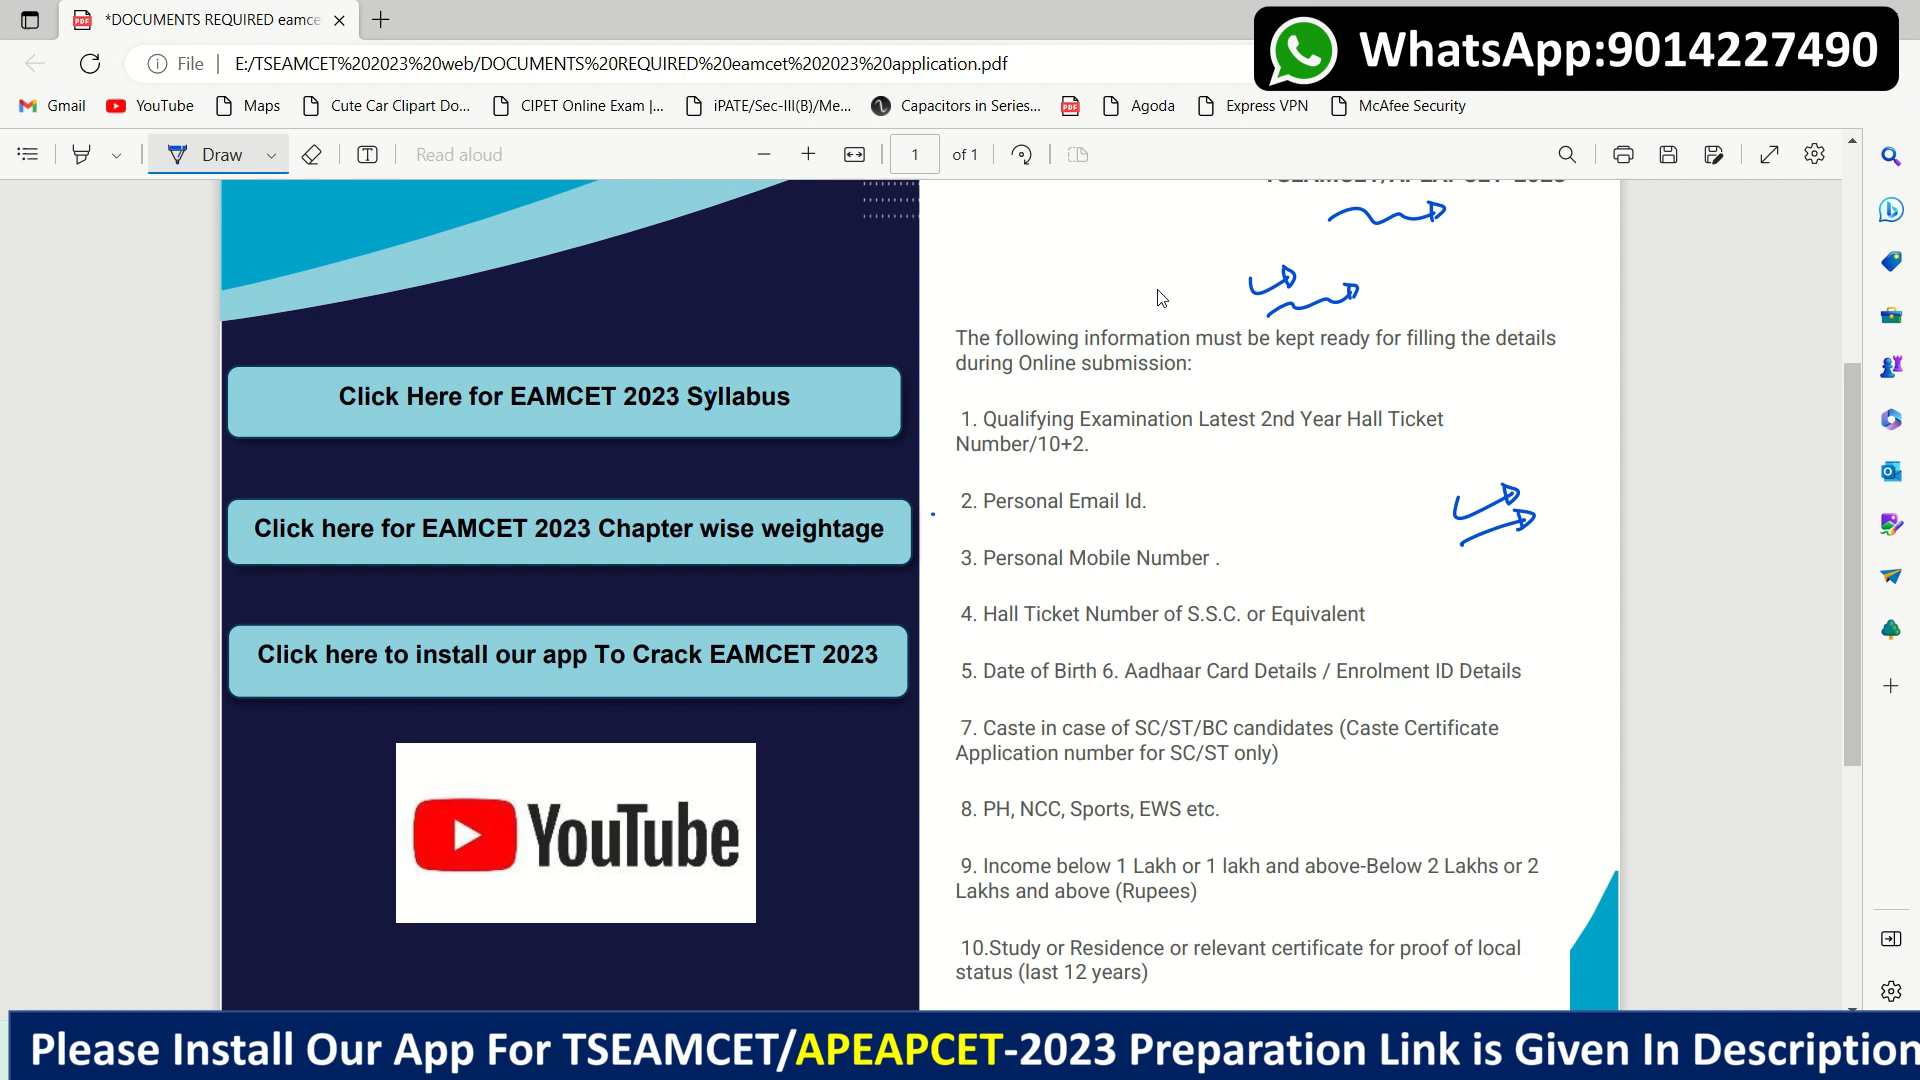 *DOCUMENTS REQUIRED eamce
WhatsApp:9014227490
File
E:/TSEAMCET%202023%20web/DOCUMENTS%20REQUIRED%20eamcet%202023%20application.pdf
Gmail
YouTube
Maps
Cute Car Clipart Do...
CIPET Online Exam |...
iPATE/Sec-III(B)/Me...
Capacitors in Series...
Agoda
Express VPN
McAfee Security
Draw
Read aloud
1
of 1
Click Here for EAMCET 2023 Syllabus
Click here for EAMCET 2023 Chapter wise weightage
Click here to install our app To Crack EAMCET 2023
YouTube
The following information must be kept ready for filling the details
during Online submission:
1. Qualifying Examination Latest 2nd Year Hall Ticket
Number/10+2.
2. Personal Email Id.
3. Personal Mobile Number .
4. Hall Ticket Number of S.S.C. or Equivalent
5. Date of Birth 6. Aadhaar Card Details / Enrolment ID Details
7. Caste in case of SC/ST/BC candidates (Caste Certificate
Application number for SC/ST only)
8. PH, NCC, Sports, EWS etc.
9. Income below 1 Lakh or 1 lakh and above-Below 2 Lakhs or 2
Lakhs and above (Rupees)
10.Study or Residence or relevant certificate for proof of local
status (last 12 years)
Please Install Our App For TSEAMCET/APEAPCET-2023 Preparation Link is Given In Description